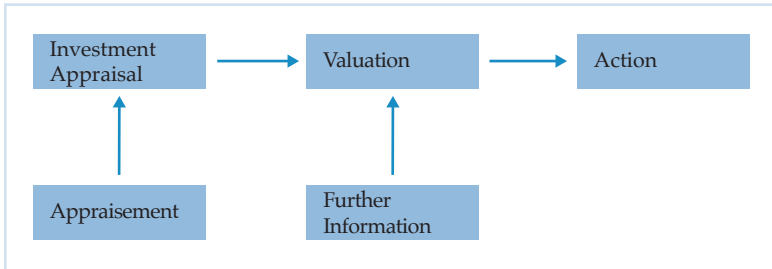 Investment
Appraisal
Valuation
Action
Appraisement
Further
Information